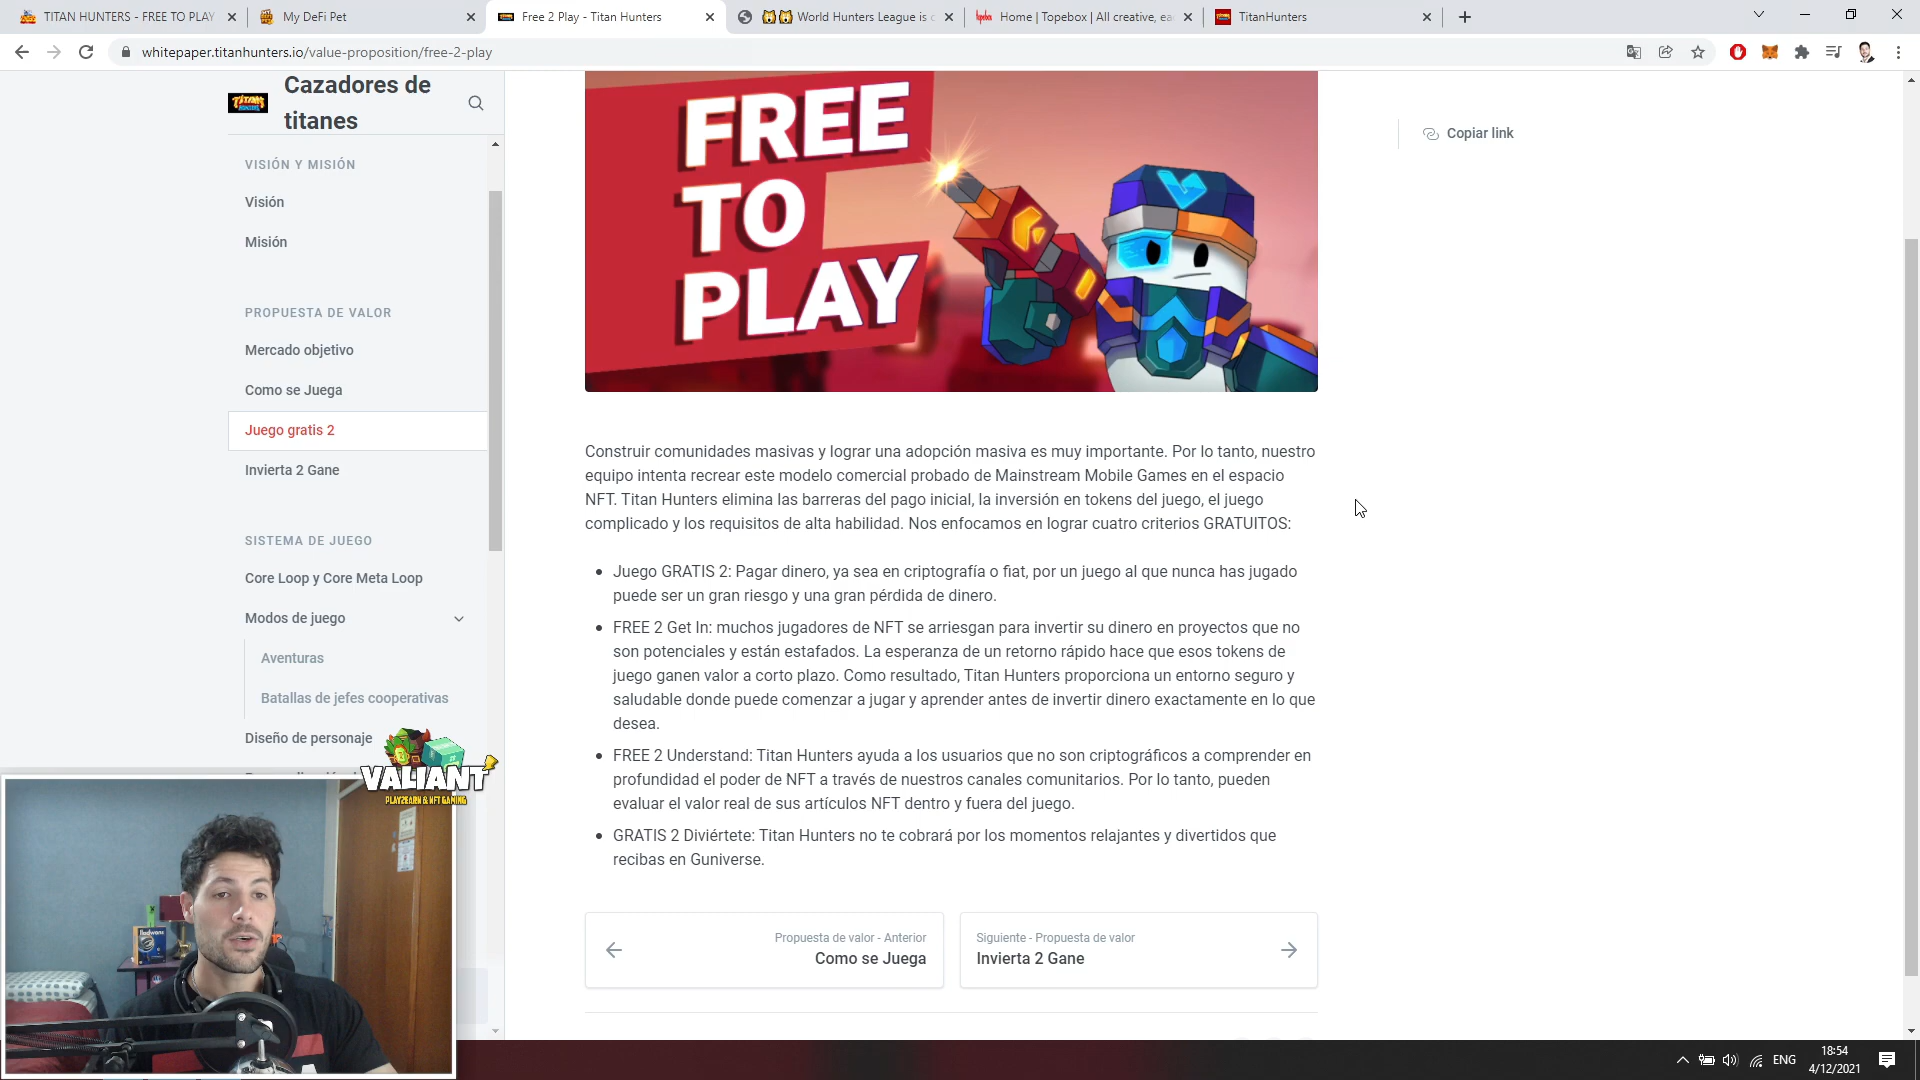 TITAN HUNTERS - FREE TO PLAY
My DeFi Pet
Free 2 Play - Titan Hunters
World Hunters League is
Home | Topebox | All creative, ea
TitanHunters
whitepaper.titanhunters.io/value-proposition/free-2-play
TITAN
HUNTERS
Cazadores de
titanes
VISIÓN Y MISIÓN
Visión
Misión
PROPUESTA DE VALOR
Mercado objetivo
Como se Juega
Juego gratis 2
Invierta 2 Gane
SISTEMA DE JUEGO
Core Loop y Core Meta Loop
Modos de juego
Aventuras
Batallas de jefes cooperativas
Diseño de personaje
VALIANT
PLAY2EARN & NFT GAMING
FREE
TO
PLAY
Copiar link
Construir comunidades masivas y lograr una adopción masiva es muy importante. Por lo tanto, nuestro
equipo intenta recrear este modelo comercial probado de Mainstream Mobile Games en el espacio
NFT. Titan Hunters elimina las barreras del pago inicial, la inversión en tokens del juego, el juego
complicado y los requisitos de alta habilidad. Nos enfocamos en lograr cuatro criterios GRATUITOS:
• Juego GRATIS 2: Pagar dinero, ya sea en criptografía o fiat, por un juego al que nunca has jugado
puede ser un gran riesgo y una gran pérdida de dinero.
• FREE 2 Get In: muchos jugadores de NFT se arriesgan para invertir su dinero en proyectos que no
son potenciales y están estafados. La esperanza de un retorno rápido hace que esos tokens de
juego ganen valor a corto plazo. Como resultado, Titan Hunters proporciona un entorno seguro y
saludable donde puede comenzar a jugar y aprender antes de invertir dinero exactamente en lo que
desea.
• FREE 2 Understand: Titan Hunters ayuda a los usuarios que no son criptográficos a comprender en
profundidad el poder de NFT a través de nuestros canales comunitarios. Por lo tanto, pueden
evaluar el valor real de sus artículos NFT dentro y fuera del juego.
• GRATIS 2 Diviértete: Titan Hunters no te cobrará por los momentos relajantes y divertidos que
recibas en Guniverse.
Propuesta de valor - Anterior
Como se Juega
Siguiente - Propuesta de valor
Invierta 2 Gane
ENG
18:54
4/12/2021